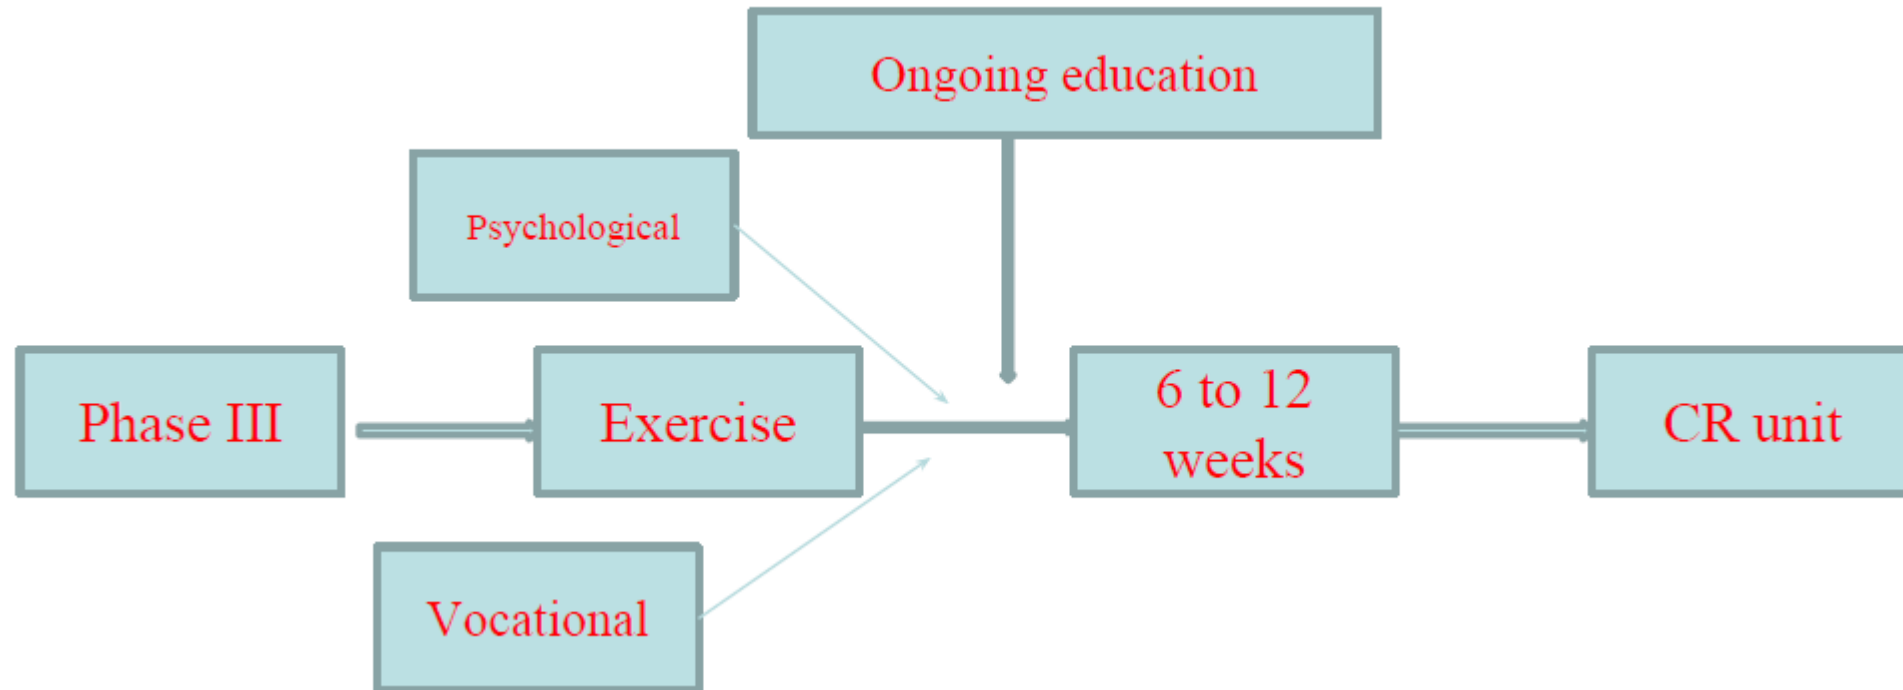 Ongoing education
Psychological
Phase III
Exercise
6 to 12
weeks
CR unit
Vocational